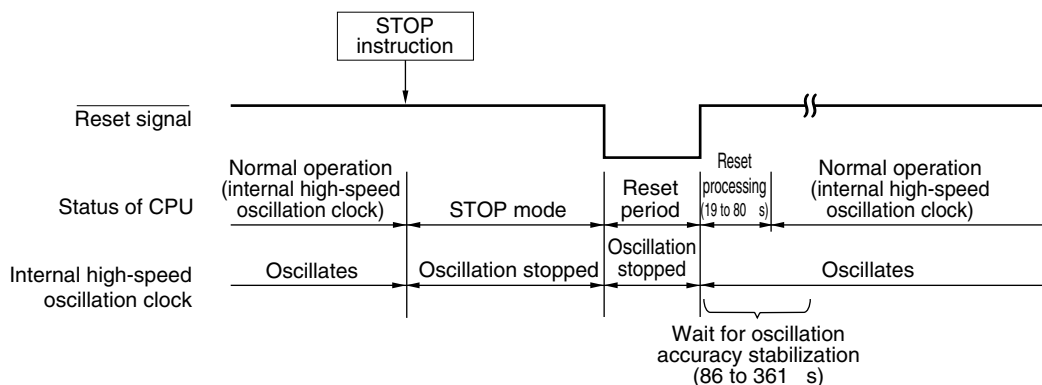 STOP
instruction
Reset signal
Status of CPU
Normal operation
(internal high-speed
oscillation clock)
STOP mode
Reset
period
Reset
processing
(19 to 80 s)
Normal operation
(internal high-speed
oscillation clock)
Internal high-speed
oscillation clock
Oscillates
Oscillation stopped
Oscillation
stopped
Oscillates
Wait for oscillation
accuracy stabilization
(86 to 361 s)